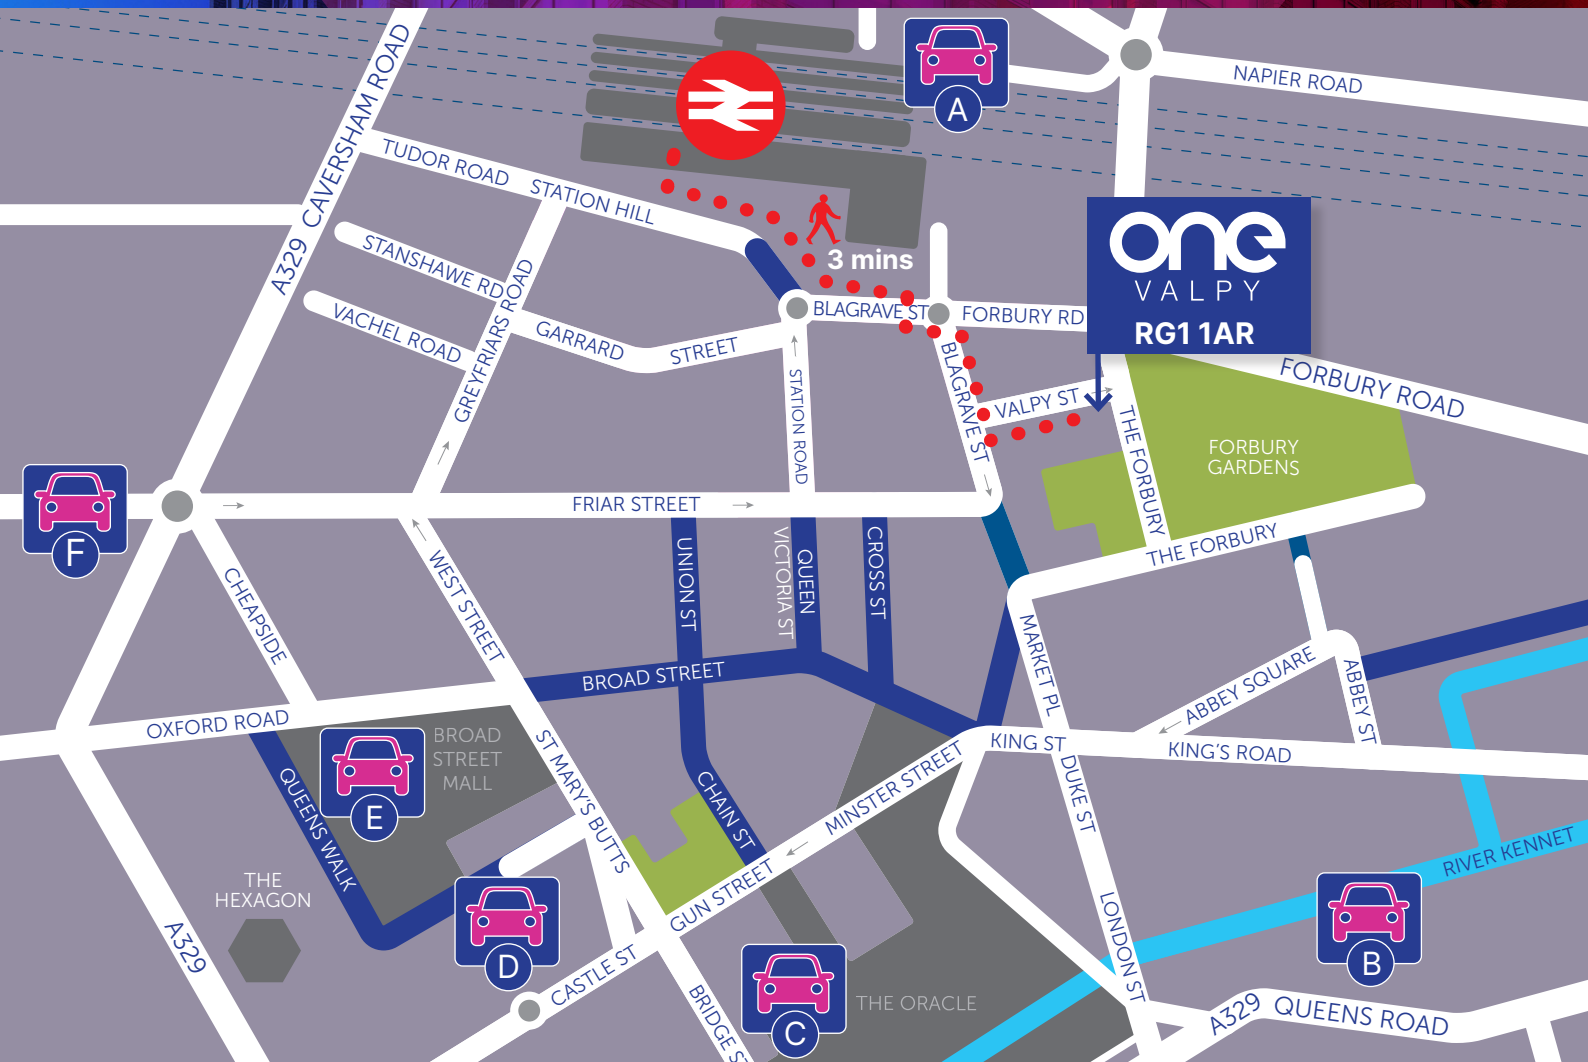 A
NAPIER ROAD
A329 CAVERSHAM ROAD
TUDOR ROAD
STATION HILL
STANSHAWE RD
VACHEL ROAD
GREYFRIARS ROAD
GARRARD
STREET
3 mins
BLAGRAVE ST
FORBURY RD
one
VALPY
RG1 1AR
FORBURY ROAD
STATION ROAD
BLAGRAVE ST
VALPY ST
THE FORBURY
FORBURY
GARDENS
F
FRIAR STREET
THE FORBURY
CHEAPSIDE
WEST STREET
UNION ST
QUEEN
VICTORIA ST
CROSS ST
MARKET PL
ABBEY SQUARE
ABBEY ST
BROAD STREET
OXFORD ROAD
BROAD
STREET
MALL
E
QUEENS WALK
ST MARY'S BUTTS
CHAIN ST
MINSTER STREET
KING ST
KING'S ROAD
DUKE ST
RIVER KENNET
THE
HEXAGON
GUN STREET
A329
D
CASTLE ST
BRIDGE ST
C
THE ORACLE
LONDON ST
B
A329
QUEENS ROAD